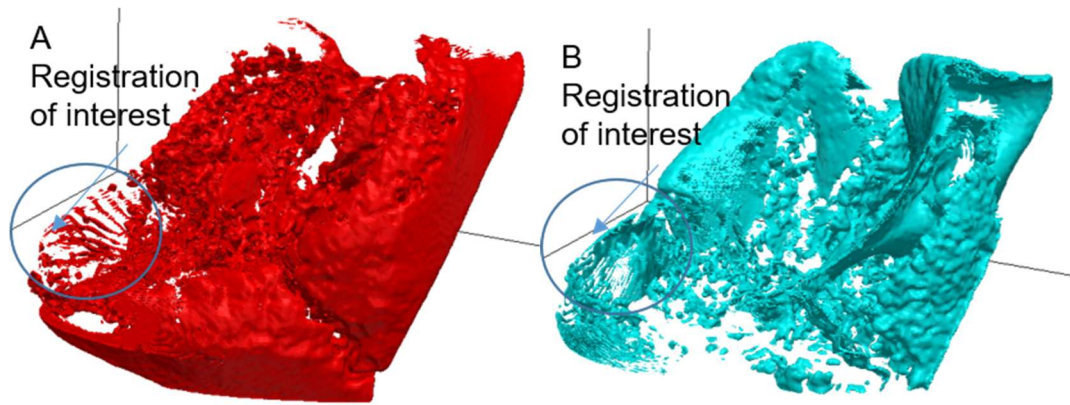 A
Registration
of interest
B
Registration
of interest